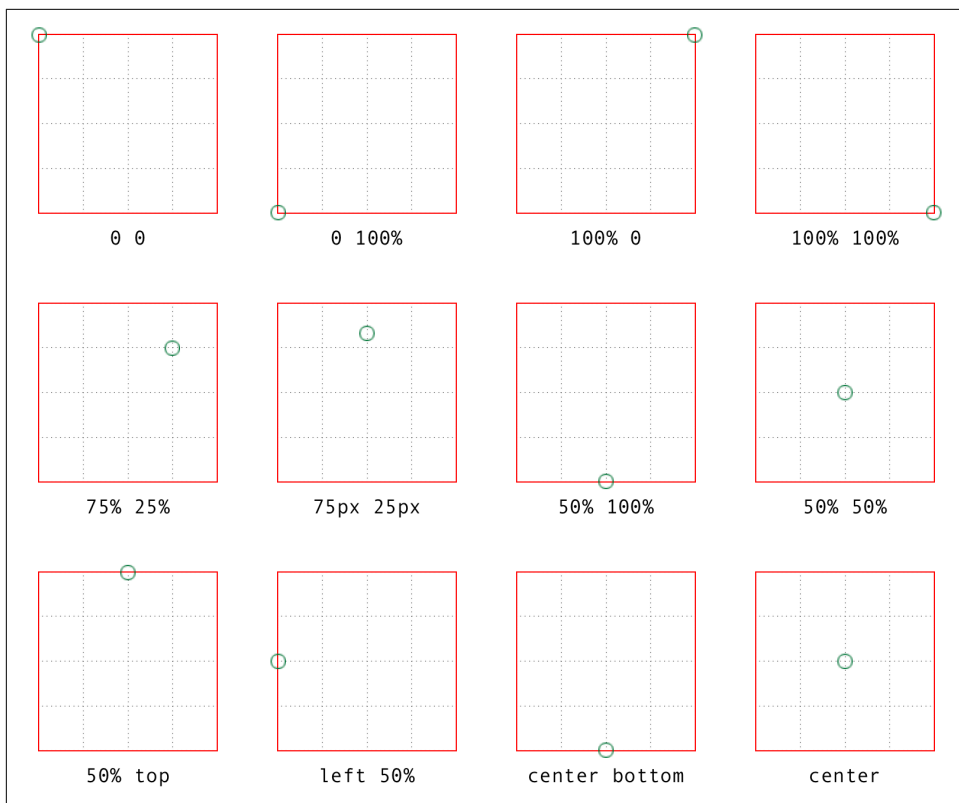 0 0
0 100%
100% 0
100% 100%
75% 25%
75px 25px
50% 100%
50% 50%
50% top
left 50%
center bottom
center